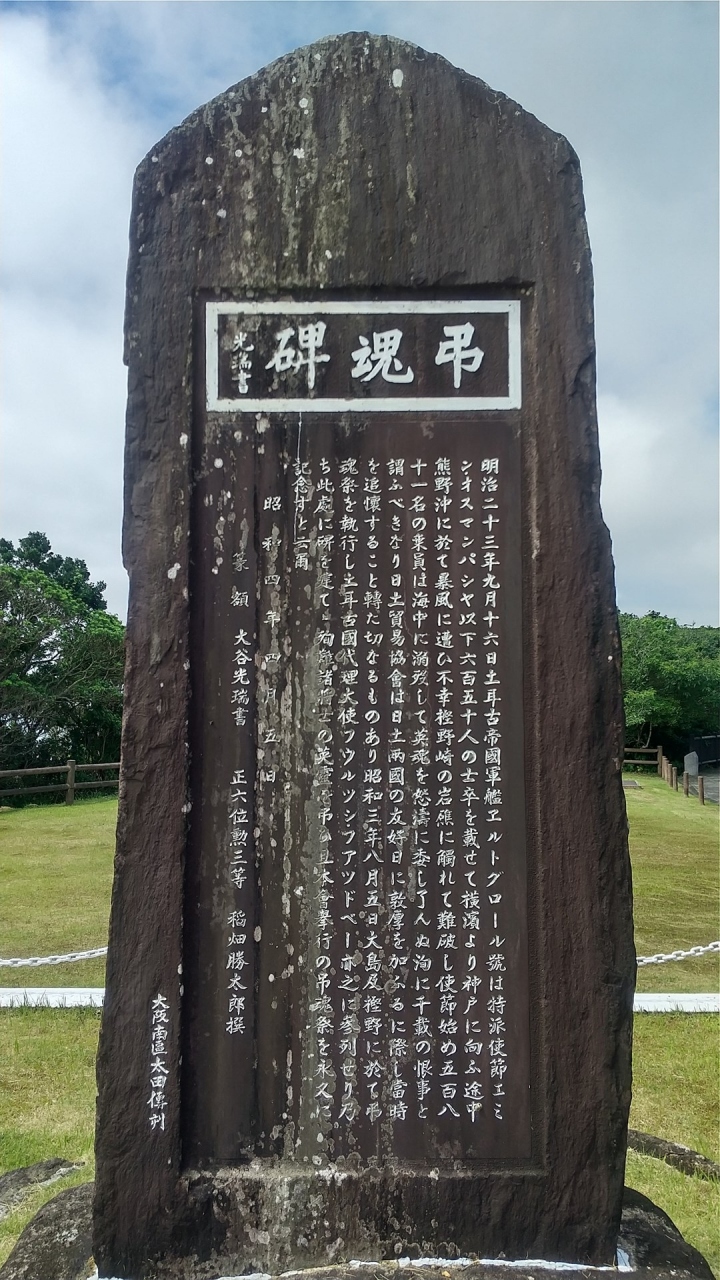 弔魂碑
光瑞書
明治二十三年九月十六日土耳古帝國軍艦ヱルトグロール號は特派使節エミ
ンオスマンパシヤ以下六百五十人の士卒を載せて横濱より神戸に向ふ途中
熊野沖に於て暴風に遭ひ不幸樫野崎の岩礁に觸れて難破し使節始め五百八
十一名の乗員は海中に溺歿して英魂を怒濤に委し了んぬ洵に千載の恨事と
謂ふべきなり日土貿易協會は日土兩國の友好日に敦厚を加ふるに際し當時
を追懷すること轉た切なるものあり昭和三年八月五日大島及樫野に於て弔
魂祭を執行し土耳古國代理大使フウルツシフアツドベー亦之に参列せり乃
ち此處に碑を建て殉難諸士の英靈を弔ひ且本會擧行の弔魂祭を永久に
記念すと云爾
昭和四年四月五日
篆額 大谷光瑞書 正六位勲三等 稻畑勝太郎撰
大阪南區太田傳刻